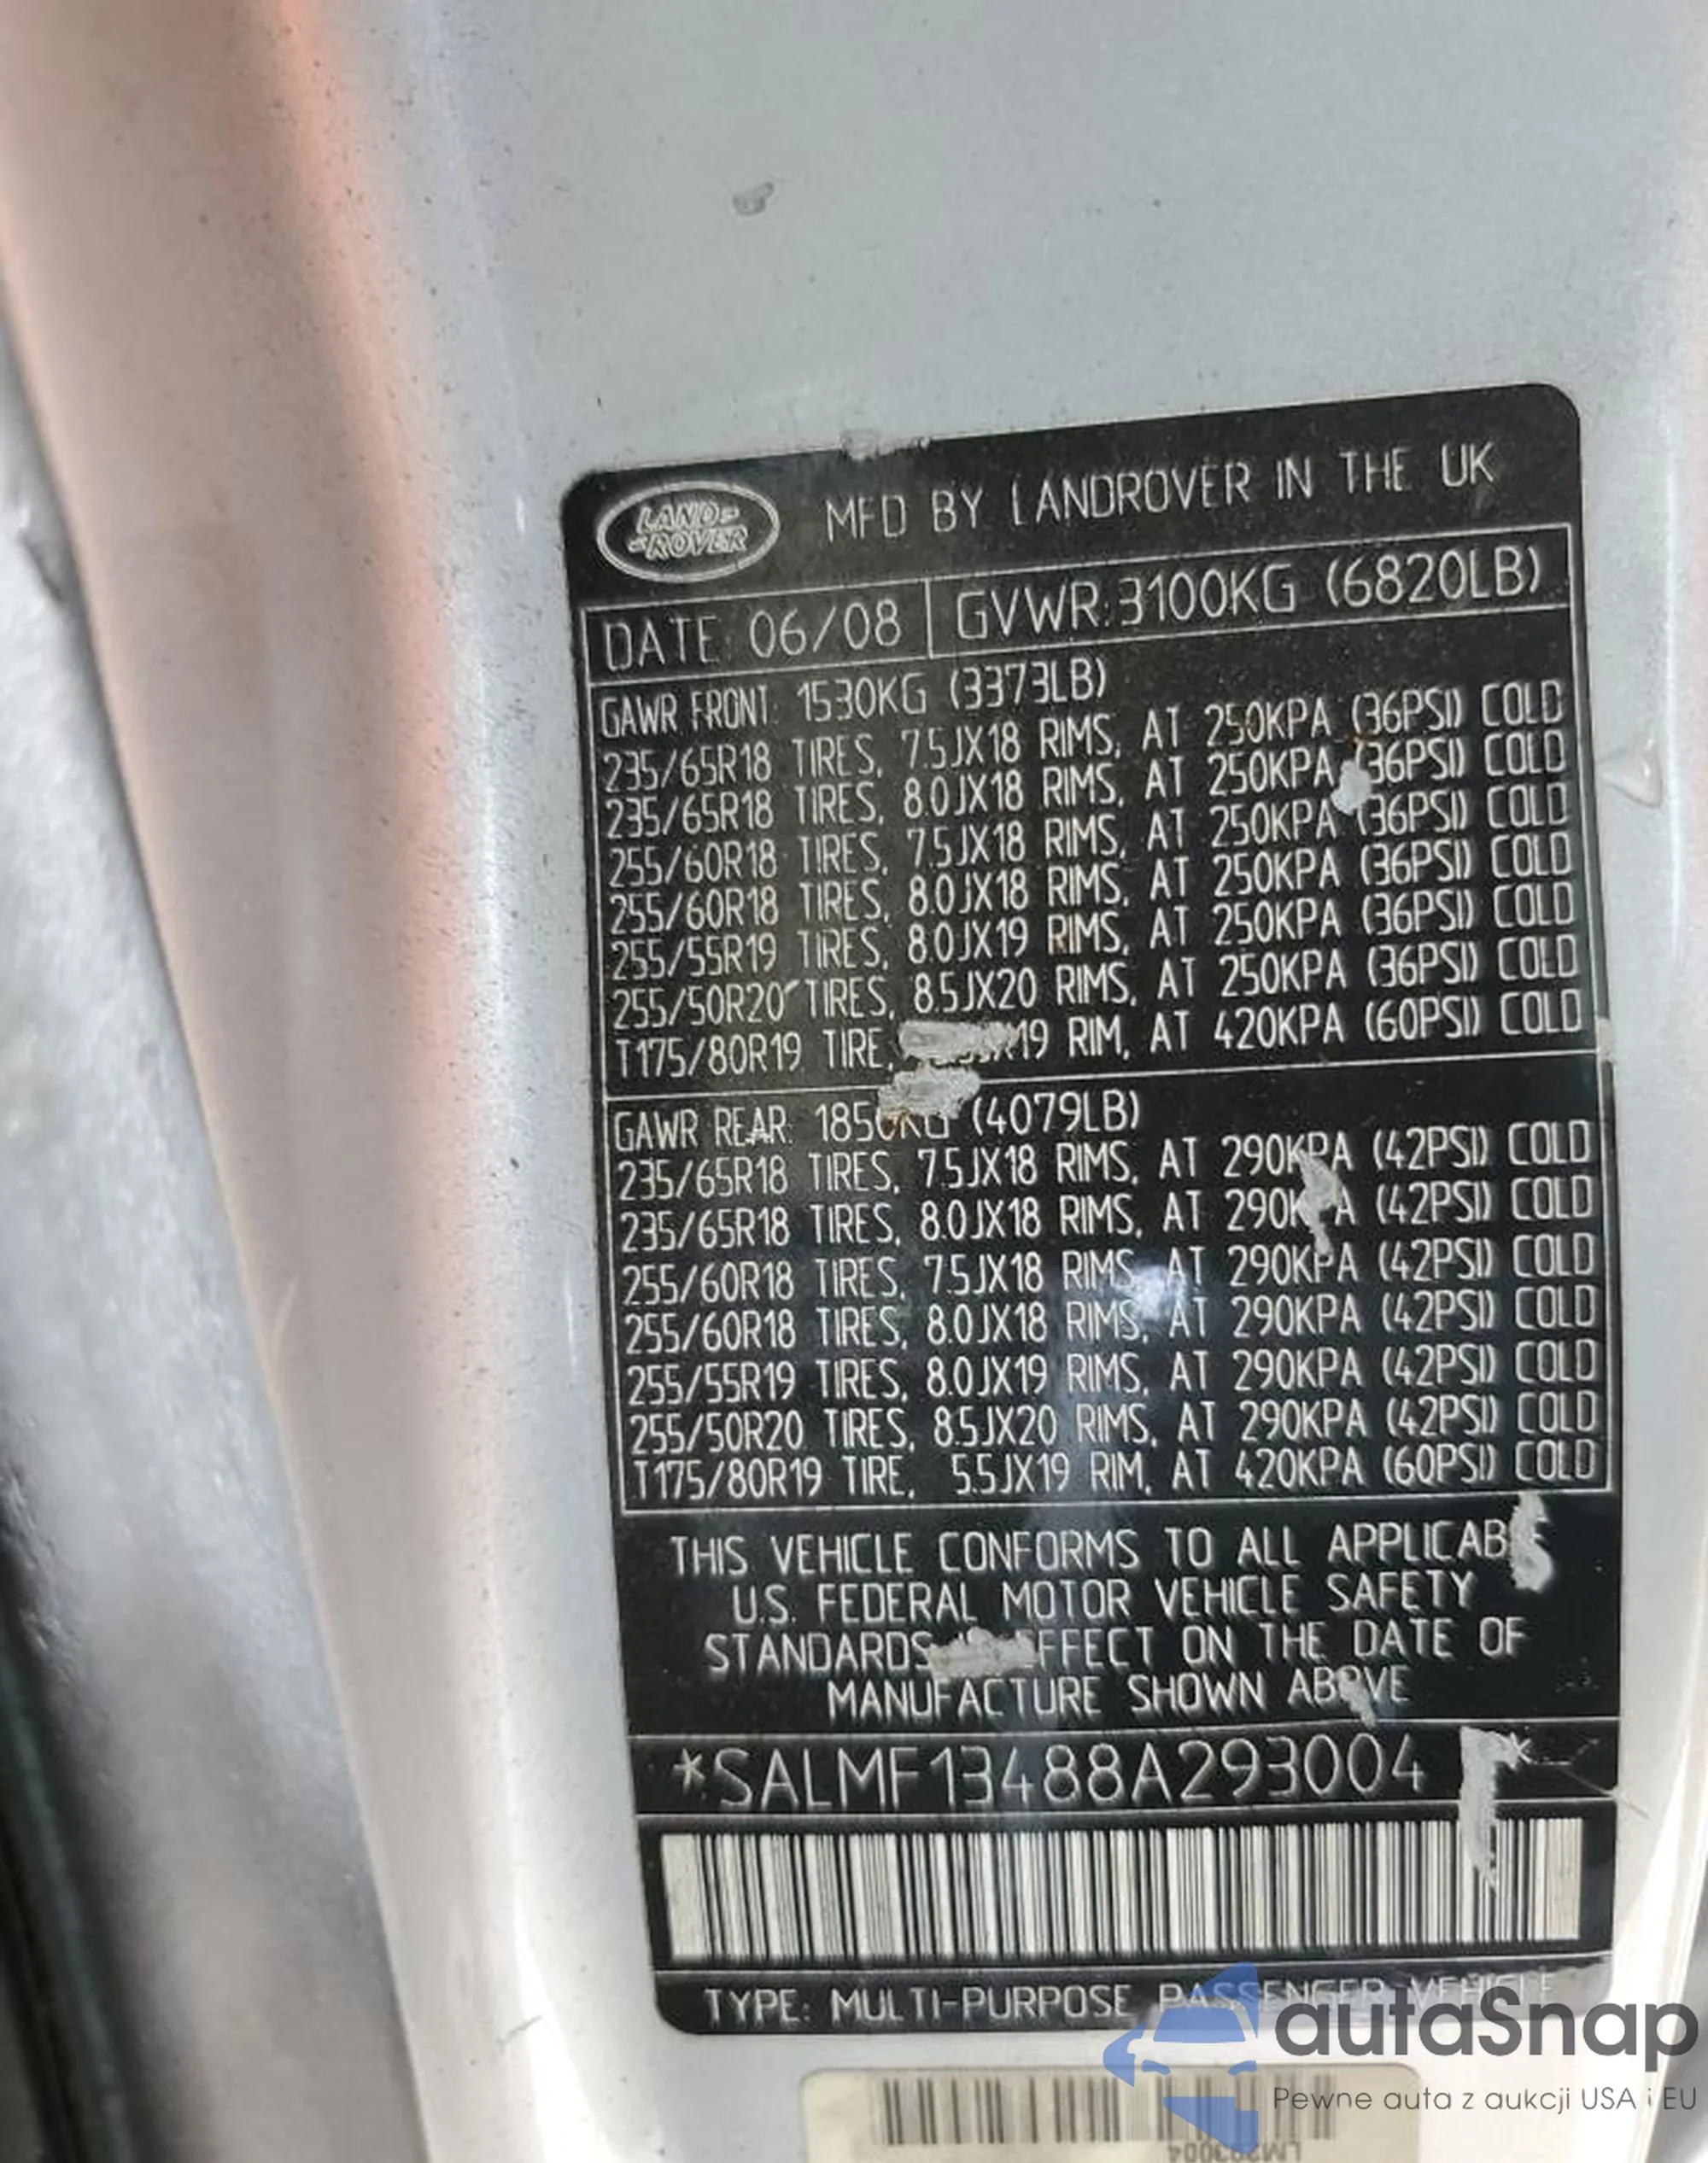 LAND-
-ROVER
MFD BY LANDROVER IN THE UK
DATE: 06/08 GVWR: 3100KG (6820LB)
GAWR FRONT: 1530KG (3373LB)
235/65R18 TIRES, 7.5JX18 RIMS, AT 250KPA (36PSI) COLD
235/65R18 TIRES, 8.0JX18 RIMS, AT 250KPA (36PSI) COLD
255/60R18 TIRES, 7.5JX18 RIMS, AT 250KPA (36PSI) COLD
255/60R18 TIRES, 8.0JX18 RIMS, AT 250KPA (36PSI) COLD
255/55R19 TIRES, 8.0JX19 RIMS, AT 250KPA (36PSI) COLD
255/50R20 TIRES, 8.5JX20 RIMS, AT 250KPA (36PSI) COLD
T175/80R19 TIRE, RIM, AT 420KPA (60PSI) COLD
GAWR REAR: 1850KG (4079LB)
235/65R18 TIRES, 7.5JX18 RIMS, AT 290KPA (42PSI) COLD
235/65R18 TIRES, 8.0JX18 RIMS, AT 290KPA (42PSI) COLD
255/60R18 TIRES, 7.5JX18 RIMS, AT 290KPA (42PSI) COLD
255/60R18 TIRES, 8.0JX18 RIMS, AT 290KPA (42PSI) COLD
255/55R19 TIRES, 8.0JX19 RIMS, AT 290KPA (42PSI) COLD
255/50R20 TIRES, 8.5JX20 RIMS, AT 290KPA (42PSI) COLD
T175/80R19 TIRE, 5.5JX19 RIM, AT 420KPA (60PSI) COLD
THIS VEHICLE CONFORMS TO ALL APPLICAB
U.S. FEDERAL MOTOR VEHICLE SAFETY
STANDARDS EFFECT ON THE DATE OF
MANUFACTURE SHOWN ABOVE
*SALMF13488A293004 *
TYPE: MULTI-PURPOSE PASSENGER VEHICLE
autaSnap
Pewne auta z aukcji USA i EU